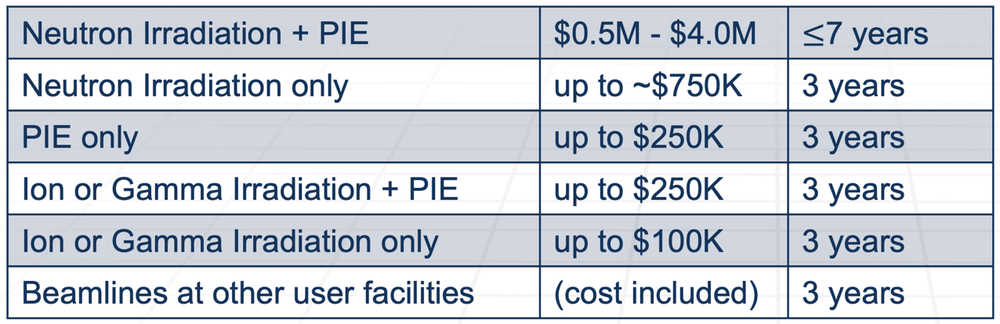 Neutron Irradiation + PIE $0.5M - $4.0M ≤7 years
Neutron Irradiation only up to ~$750K 3 years
PIE only up to $250K 3 years
Ion or Gamma Irradiation + PIE up to $250K 3 years
Ion or Gamma Irradiation only up to $100K 3 years
Beamlines at other user facilities (cost included) 3 years